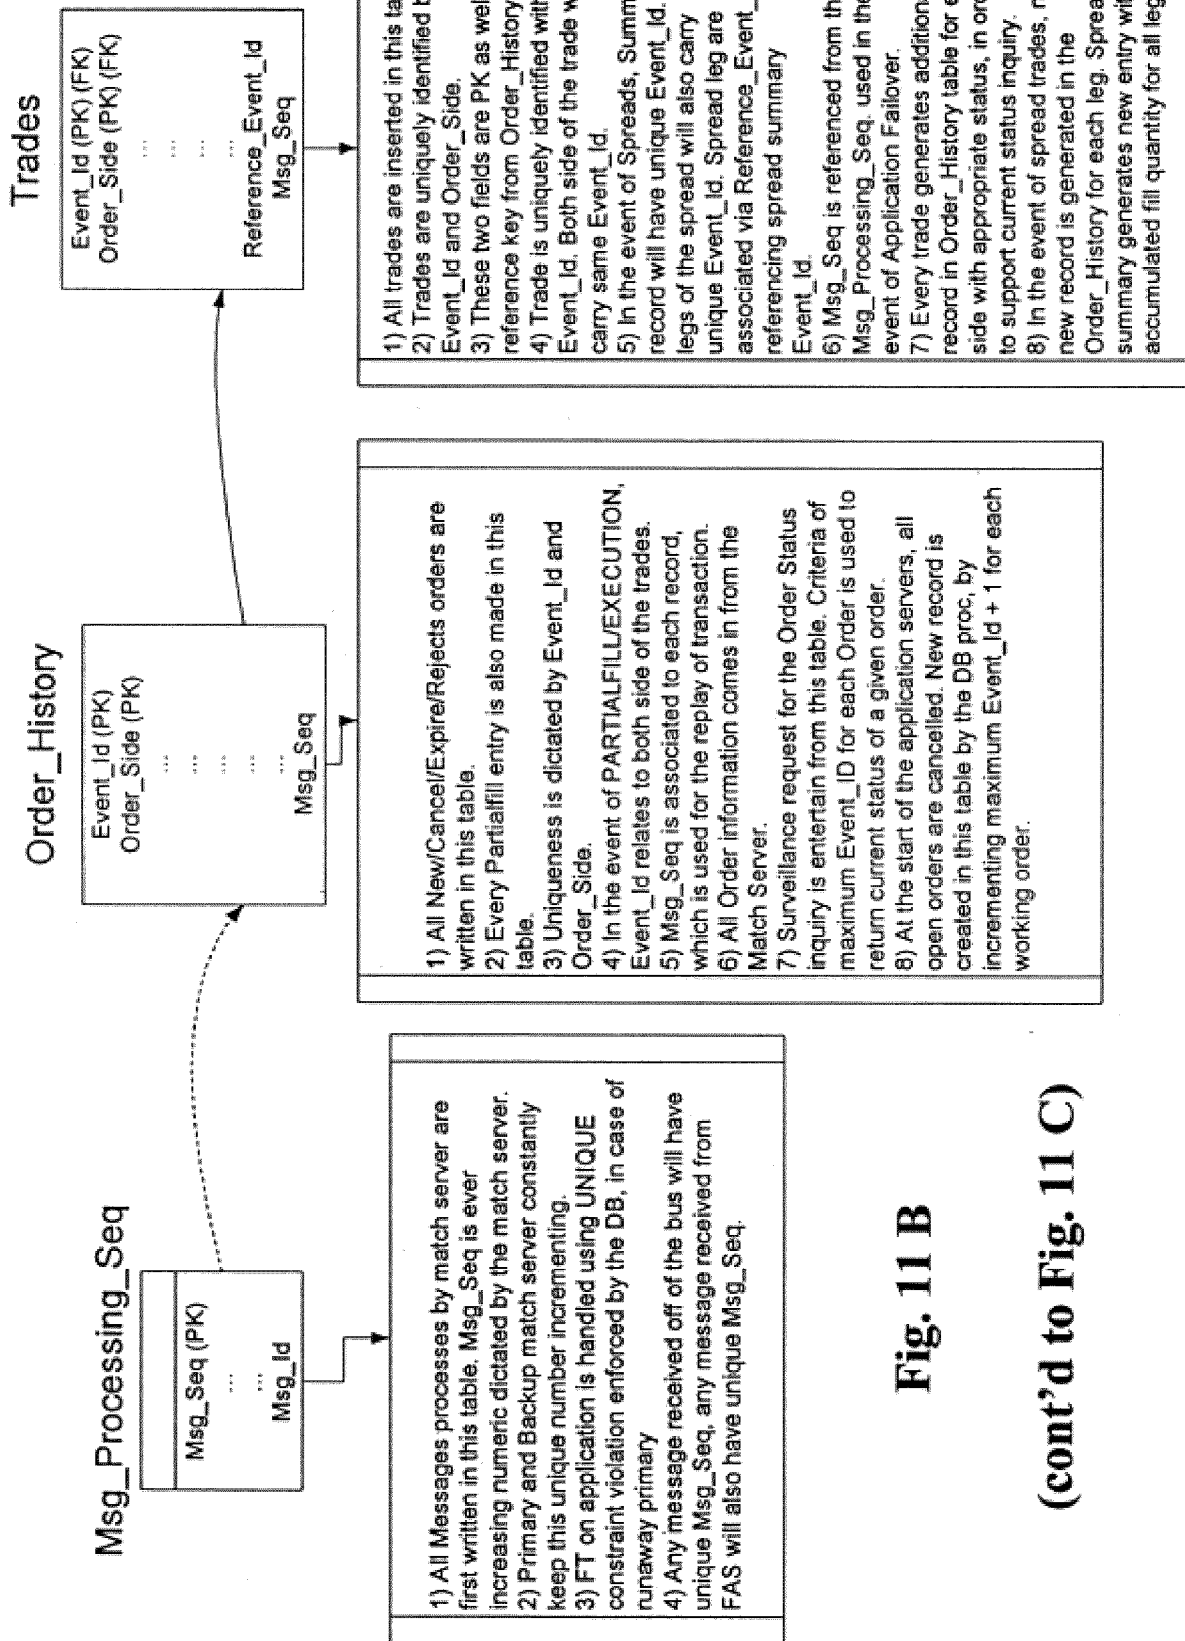 Msg_Processing_Seq
Msg_Seq (PK)
...
...
Msg_Id
1) All Messages processes by match server are
first written in this table. Msg_Seq is ever
increasing numeric dictated by the match server.
2) Primary and Backup match server constantly
keep this unique number incrementing.
3) FT on application is handled using UNIQUE
constraint violation enforced by the DB, in case of
runaway primary
4) Any message received off of the bus will have
unique Msg_Seq, any message received from
FAS will also have unique Msg_Seq.
Order_History
Event_Id (PK)
Order_Side (PK)
...
...
...
...
...
Msg_Seq
1) All New/Cancel/Expire/Rejects orders are
written in this table.
2) Every Partialfill entry is also made in this
table.
3) Uniqueness is dictated by Event_Id and
Order_Side.
4) In the event of PARTIALFILL/EXECUTION,
Event_Id relates to both side of the trades.
5) Msg_Seq is associated to each record,
which is used for the replay of transaction.
6) All Order information comes in from the
Match Server.
7) Surveillance request for the Order Status
inquiry is entertain from this table. Criteria of
maximum Event_ID for each Order is used to
return current status of a given order.
8) At the start of the application servers, all
open orders are cancelled. New record is
created in this table by the DB proc, by
incrementing maximum Event_Id + 1 for each
working order.
Trades
Event_Id (PK) (FK)
Order_Side (PK) (FK)
...
...
...
...
Reference_Event_Id
Msg_Seq
1) All trades are inserted in this ta
2) Trades are uniquely identified b
Event_Id and Order_Side.
3) These two fields are PK as wel
reference key from Order_History
4) Trade is uniquely identified with
Event_Id. Both side of the trade w
carry same Event_Id.
5) In the event of Spreads, Summ
record will have unique Event_Id.
legs of the spread will also carry
unique Event_Id. Spread leg are
associated via Reference_Event_
referencing spread summary
Event_Id.
6) Msg_Seq is referenced from th
Msg_Processing_Seq. used in the
event of Application Failover.
7) Every trade generates addition
record in Order_History table for e
side with appropriate status, in ord
to support current status inquiry.
8) In the event of spread trades, n
new record is generated in the
Order_History for each leg. Sprea
summary generates new entry wit
accumulated fill quantity for all leg
Fig. 11 B
(cont'd to Fig. 11 C)